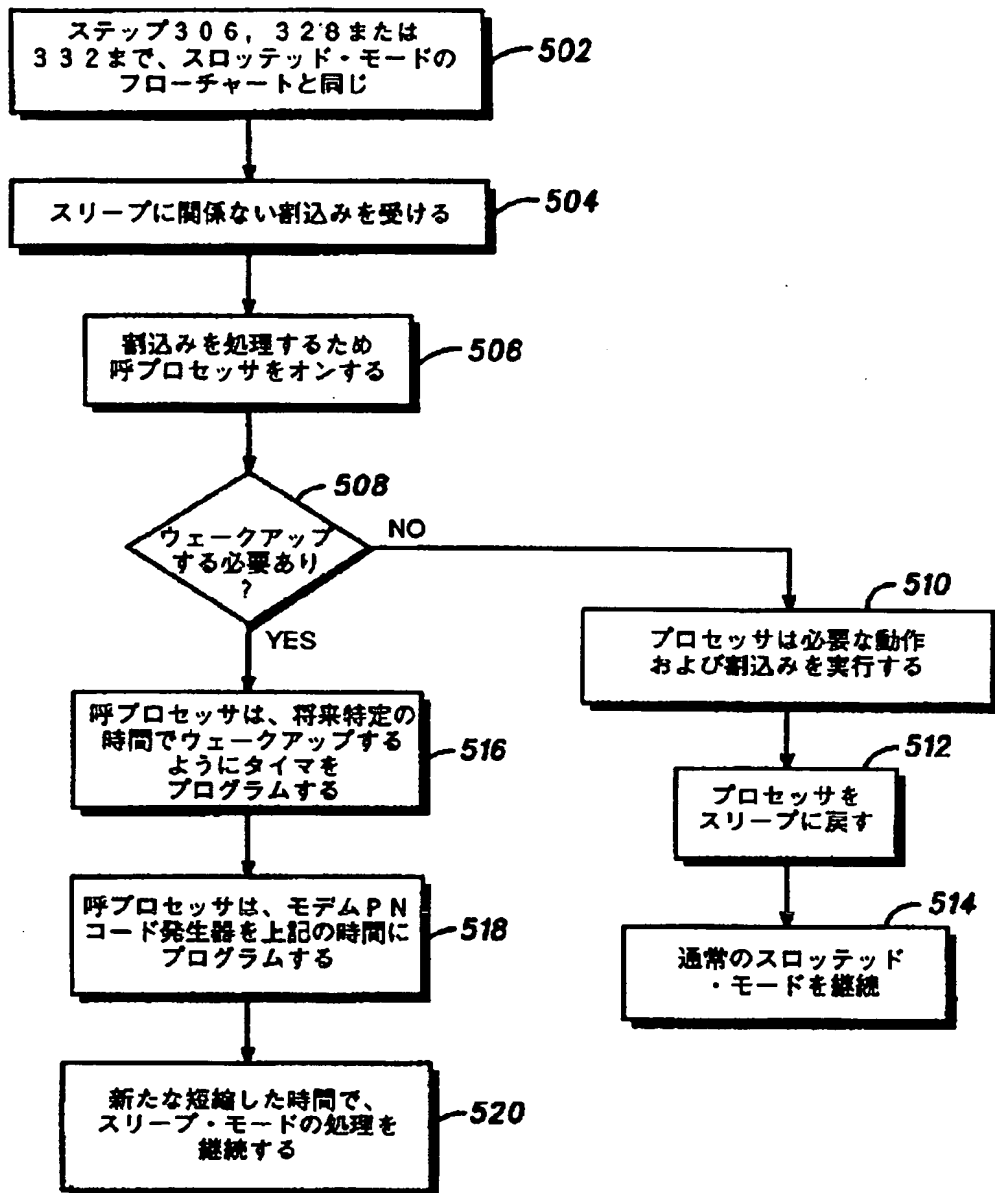 ステップ306，328または
332まで、スロッテッド・モードの
フローチャートと同じ
502
スリープに関係ない割込みを受ける
504
割込みを処理するため
呼プロセッサをオンする
506
508
ウェークアップ
する必要あり
?
NO
YES
510
プロセッサは必要な動作
および割込みを実行する
512
プロセッサを
スリープに戻す
514
通常のスロッテッド
・モードを継続
呼プロセッサは、将来特定の
時間でウェークアップする
ようにタイマを
プログラムする
516
呼プロセッサは、モデムPN
コード発生器を上記の時間に
プログラムする
518
新たな短縮した時間で、
スリープ・モードの処理を
継続する
520